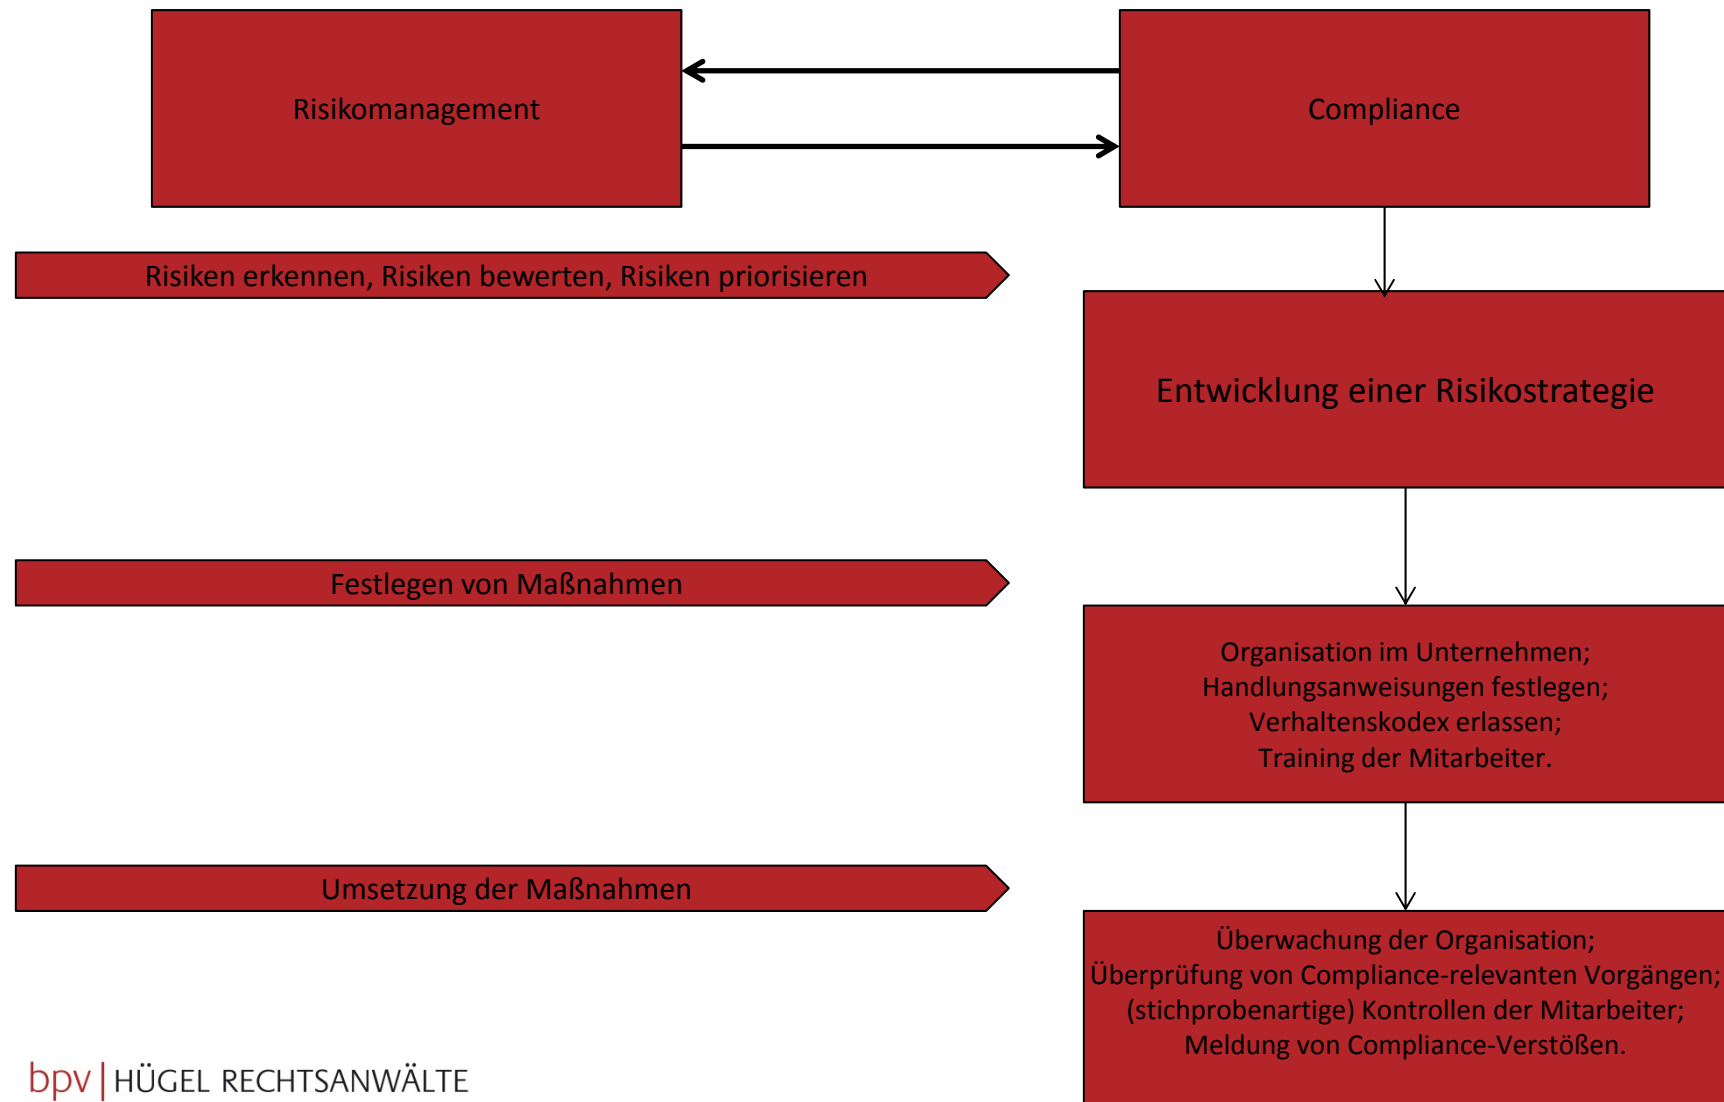 Risikomanagement
Compliance
Risiken erkennen, Risiken bewerten, Risiken priorisieren
Entwicklung einer Risikostrategie
Festlegen von Maßnahmen
Organisation im Unternehmen;
Handlungsanweisungen festlegen;
Verhaltenskodex erlassen;
Training der Mitarbeiter.
Umsetzung der Maßnahmen
Überwachung der Organisation;
Überprüfung von Compliance-relevanten Vorgängen;
(stichprobenartige) Kontrollen der Mitarbeiter;
Meldung von Compliance-Verstößen.
bpv | HÜGEL RECHTSANWÄLTE